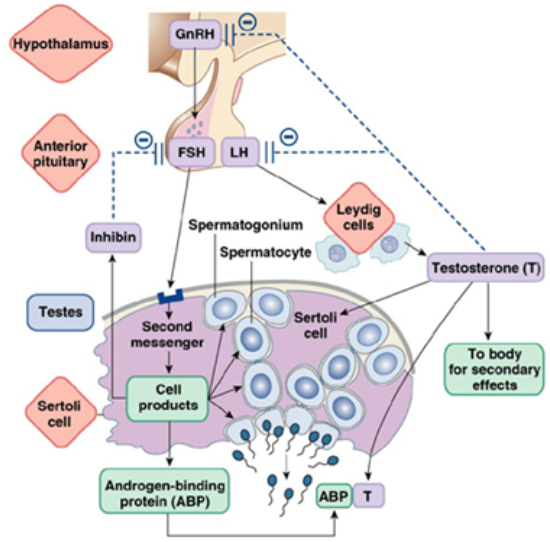 GnRH
Hypothalamus
Anterior
pituitary
FSH
LH
Leydig
cells
Inhibin
Spermatogonium
Spermatocyte
Testosterone (T)
Testes
Second
messenger
Sertoli
cell
To body
for secondary
effects
Cell
products
Sertoli
cell
Androgen-binding
protein (ABP)
ABP
T